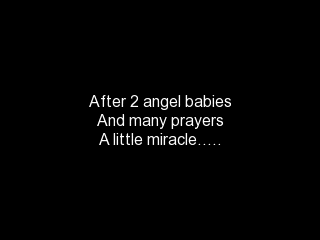 After 2 angel babies
And many prayers
A little miracle.....